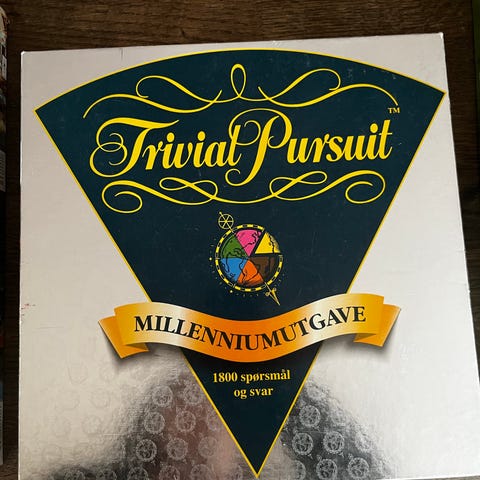 Trivial Pursuit
TM
MILLENNIUMUTGAVE
1800 spørsmål
og svar